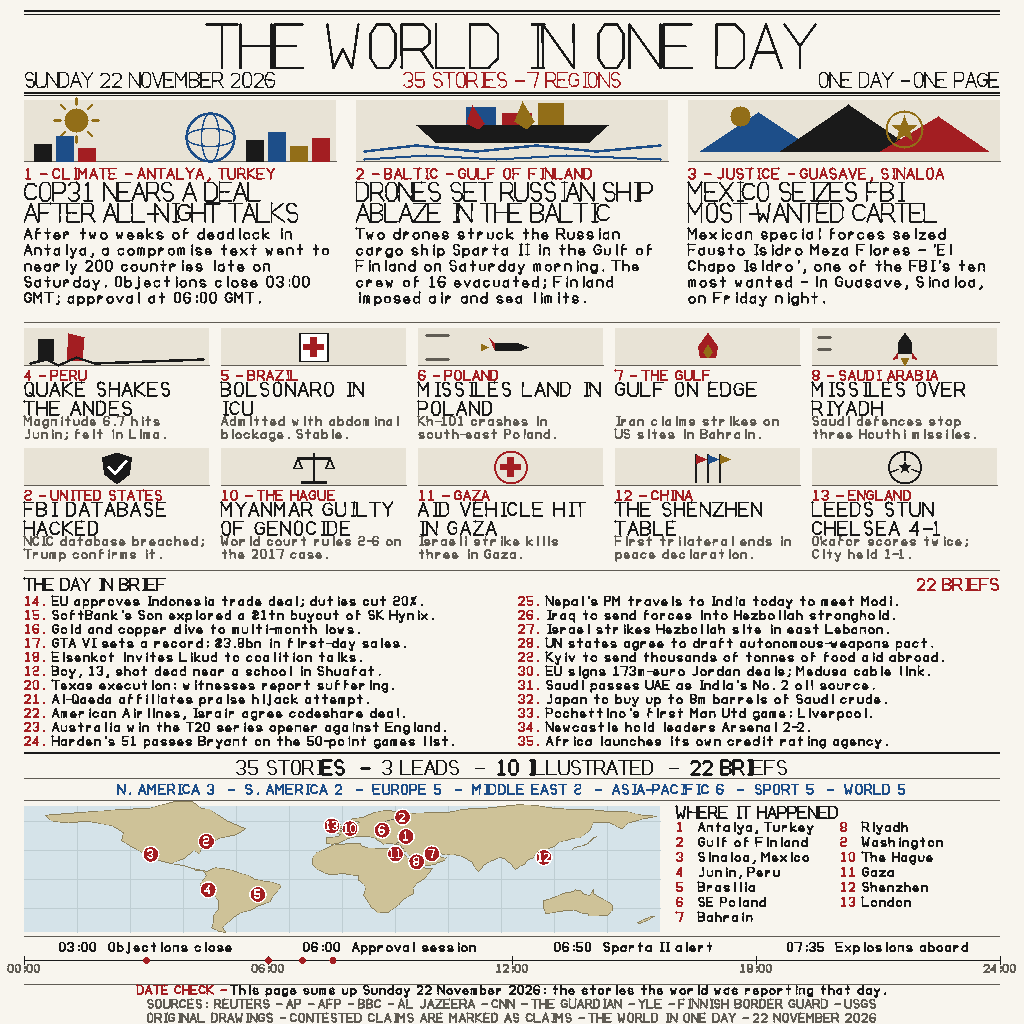 THE WORLD IN ONE DAY
SUNDAY 22 NOVEMBER 2026
35 STORIES - 7 REGIONS
ONE DAY - ONE PAGE
1 - CLIMATE - ANTALYA, TURKEY
COP31 NEARS A DEAL
AFTER ALL-NIGHT TALKS
After two weeks of deadlock in
Antalya, a compromise text went to
nearly 200 countries late on
Saturday. Objections close 03:00
GMT; approval at 06:00 GMT.
2 - BALTIC - GULF OF FINLAND
DRONES SET RUSSIAN SHIP
ABLAZE IN THE BALTIC
Two drones struck the Russian
cargo ship Sparta II in the Gulf of
Finland on Saturday morning. The
crew of 16 evacuated; Finland
imposed air and sea limits.
3 - JUSTICE - GUASAVE, SINALOA
MEXICO SEIZES FBI
MOST-WANTED CARTEL
Mexican special forces seized
Fausto Isidro Meza Flores - 'El
Chapo Isidro', one of the FBI's ten
most wanted - in Guasave, Sinaloa,
on Friday night.
4 - PERU
QUAKE SHAKES
THE ANDES
Magnitude 6.7 hits
Junin; felt in Lima.
5 - BRAZIL
BOLSONARO IN
ICU
Admitted with abdominal
blockage. Stable.
6 - POLAND
MISSILES LAND IN
POLAND
Kh-101 crashes in
south-east Poland.
7 - THE GULF
GULF ON EDGE
Iran claims strikes on
US sites in Bahrain.
8 - SAUDI ARABIA
MISSILES OVER
RIYADH
Saudi defences stop
three Houthi missiles.
2 - UNITED STATES
FBI DATABASE
HACKED
NCIC database breached;
Trump confirms it.
10 - THE HAGUE
MYANMAR GUILTY
OF GENOCIDE
World court rules 2-6 on
the 2017 case.
11 - GAZA
AID VEHICLE HIT
IN GAZA
Israeli strike kills
three in Gaza.
12 - CHINA
THE SHENZHEN
TABLE
First trilateral ends in
peace declaration.
13 - ENGLAND
LEEDS STUN
CHELSEA 4-1
Okafor scores twice;
City held 1-1.
THE DAY IN BRIEF
22 BRIEFS
14. EU approves Indonesia trade deal; duties cut 20%.
15. SoftBank's Son explored a $1tn buyout of SK Hynix.
16. Gold and copper dive to multi-month lows.
17. GTA VI sets a record: $3.8bn in first-day sales.
18. Eisenkot invites Likud to coalition talks.
12. Boy, 13, shot dead near a school in Shuafat.
20. Texas execution: witnesses report suffering.
21. Al-Qaeda affiliates praise hijack attempt.
22. American Airlines, Israir agree codeshare deal.
23. Australia win the T20 series opener against England.
24. Harden's 51 passes Bryant on the 50-point games list.
25. Nepal's PM travels to India today to meet Modi.
26. Iraq to send forces into Hezbollah stronghold.
27. Israel strikes Hezbollah site in east Lebanon.
28. UN states agree to draft autonomous-weapons pact.
22. Kyiv to send thousands of tonnes of food aid abroad.
30. EU signs 173m-euro Jordan deals; Medusa cable link.
31. Saudi passes UAE as India's No. 2 oil source.
32. Japan to buy up to 8m barrels of Saudi crude.
33. Pochettino's first Man Utd game: Liverpool.
34. Newcastle hold leaders Arsenal 2-2.
35. Africa launches its own credit rating agency.
35 STORIES - 3 LEADS - 10 ILLUSTRATED - 22 BRIEFS
N. AMERICA 3 - S. AMERICA 2 - EUROPE 5 - MIDDLE EAST 2 - ASIA-PACIFIC 6 - SPORT 5 - WORLD 5
WHERE IT HAPPENED
1 Antalya, Turkey
2 Gulf of Finland
3 Sinaloa, Mexico
4 Junin, Peru
5 Brasilia
6 SE Poland
7 Bahrain
8 Riyadh
2 Washington
10 The Hague
11 Gaza
12 Shenzhen
13 London
2
13
10
6
1
2
3
11
8
7
12
4
5
03:00 Objections close
06:00 Approval session
06:50 Sparta II alert
07:35 Explosions aboard
00:00
06:00
12:00
18:00
24:00
DATE CHECK - This page sums up Sunday 22 November 2026: the stories the world was reporting that day.
SOURCES: REUTERS - AP - AFP - BBC - AL JAZEERA - CNN - THE GUARDIAN - YLE - FINNISH BORDER GUARD - USGS
ORIGINAL DRAWINGS - CONTESTED CLAIMS ARE MARKED AS CLAIMS - THE WORLD IN ONE DAY - 22 NOVEMBER 2026